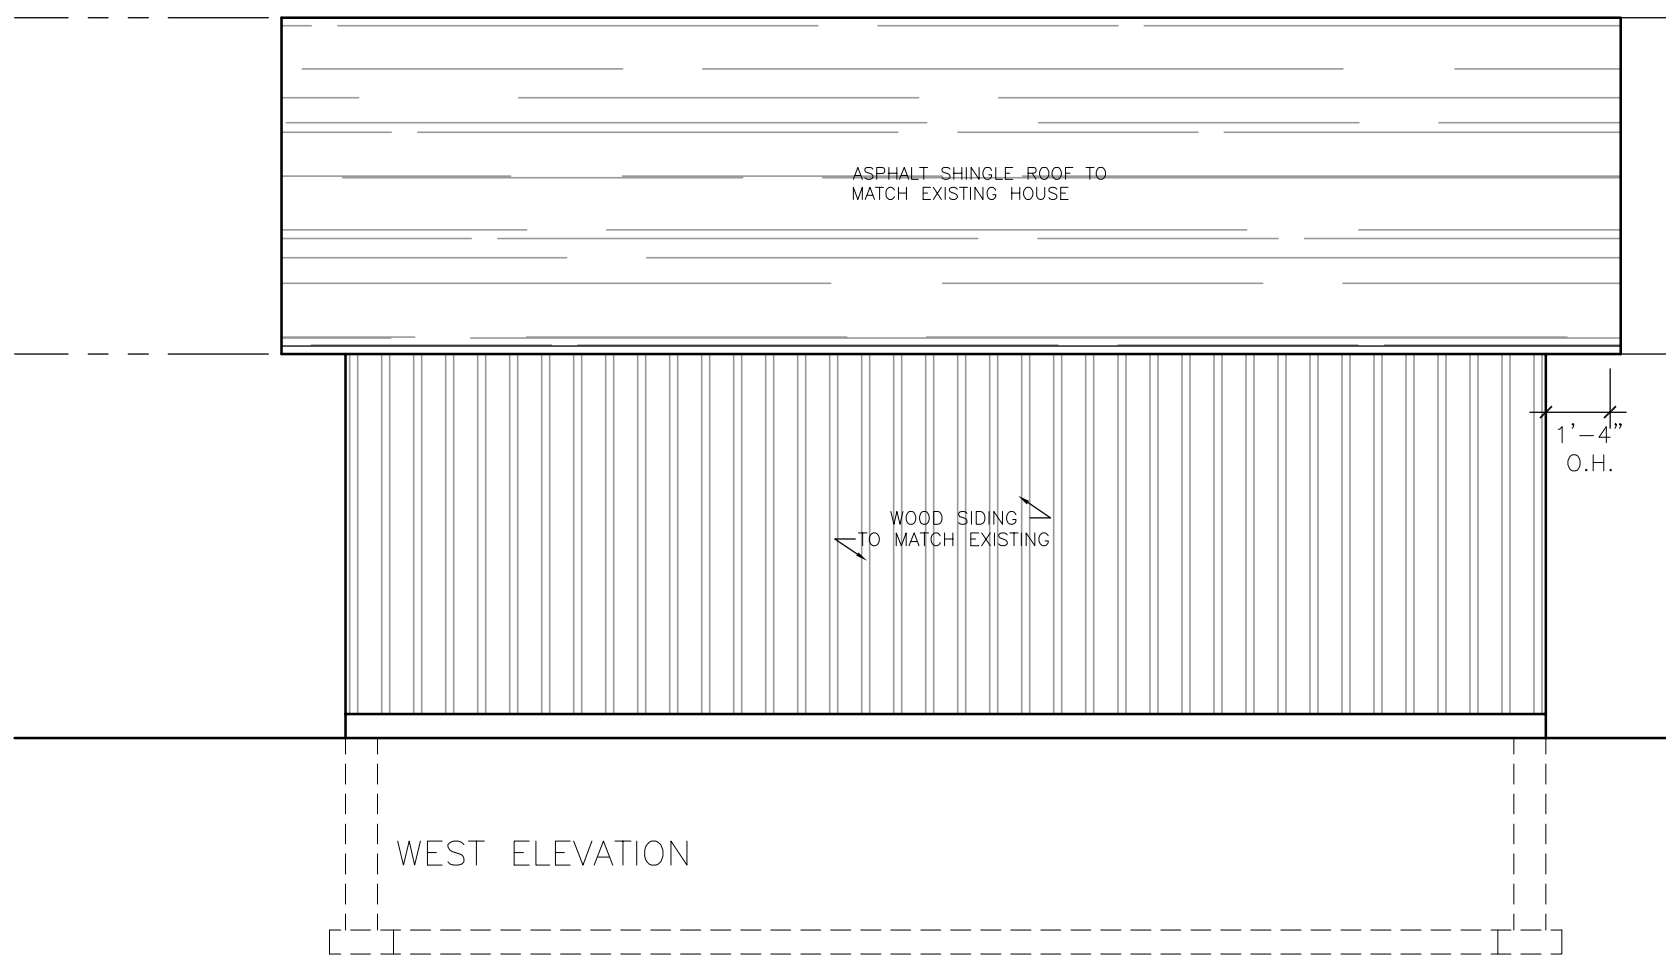 ASPHALT SHINGLE ROOF TO
MATCH EXISTING HOUSE
1'-4"
O.H.
WOOD SIDING
TO MATCH EXISTING
WEST ELEVATION